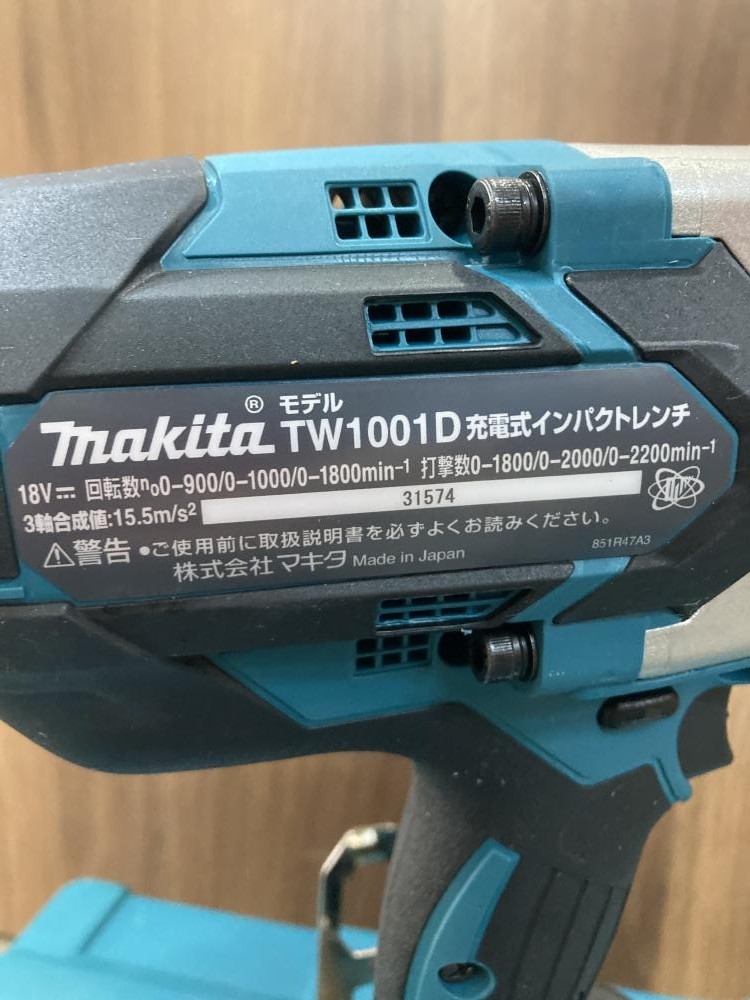 makita® モデル TW1001D 充電式インパクトレンチ
18V⎓ 回転数n₀0-900/0-1000/0-1800min⁻¹ 打撃数0-1800/0-2000/0-2200min⁻¹
3軸合成値:15.5m/s² 31574
⚠警告 •ご使用前に取扱説明書を必ずよくお読みください。
株式会社マキタ Made in Japan 851R47A3